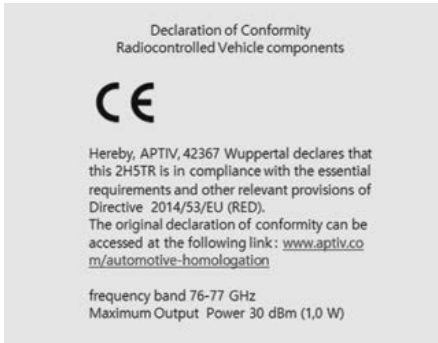 Declaration of Conformity
Radiocontrolled Vehicle components
CE
Hereby, APTIV, 42367 Wuppertal declares that
this 2H5TR is in compliance with the essential
requirements and other relevant provisions of
Directive 2014/53/EU (RED).
The original declaration of conformity can be
accessed at the following link: www.aptiv.co
m/automotive-homologation
frequency band 76-77 GHz
Maximum Output Power 30 dBm (1,0 W)